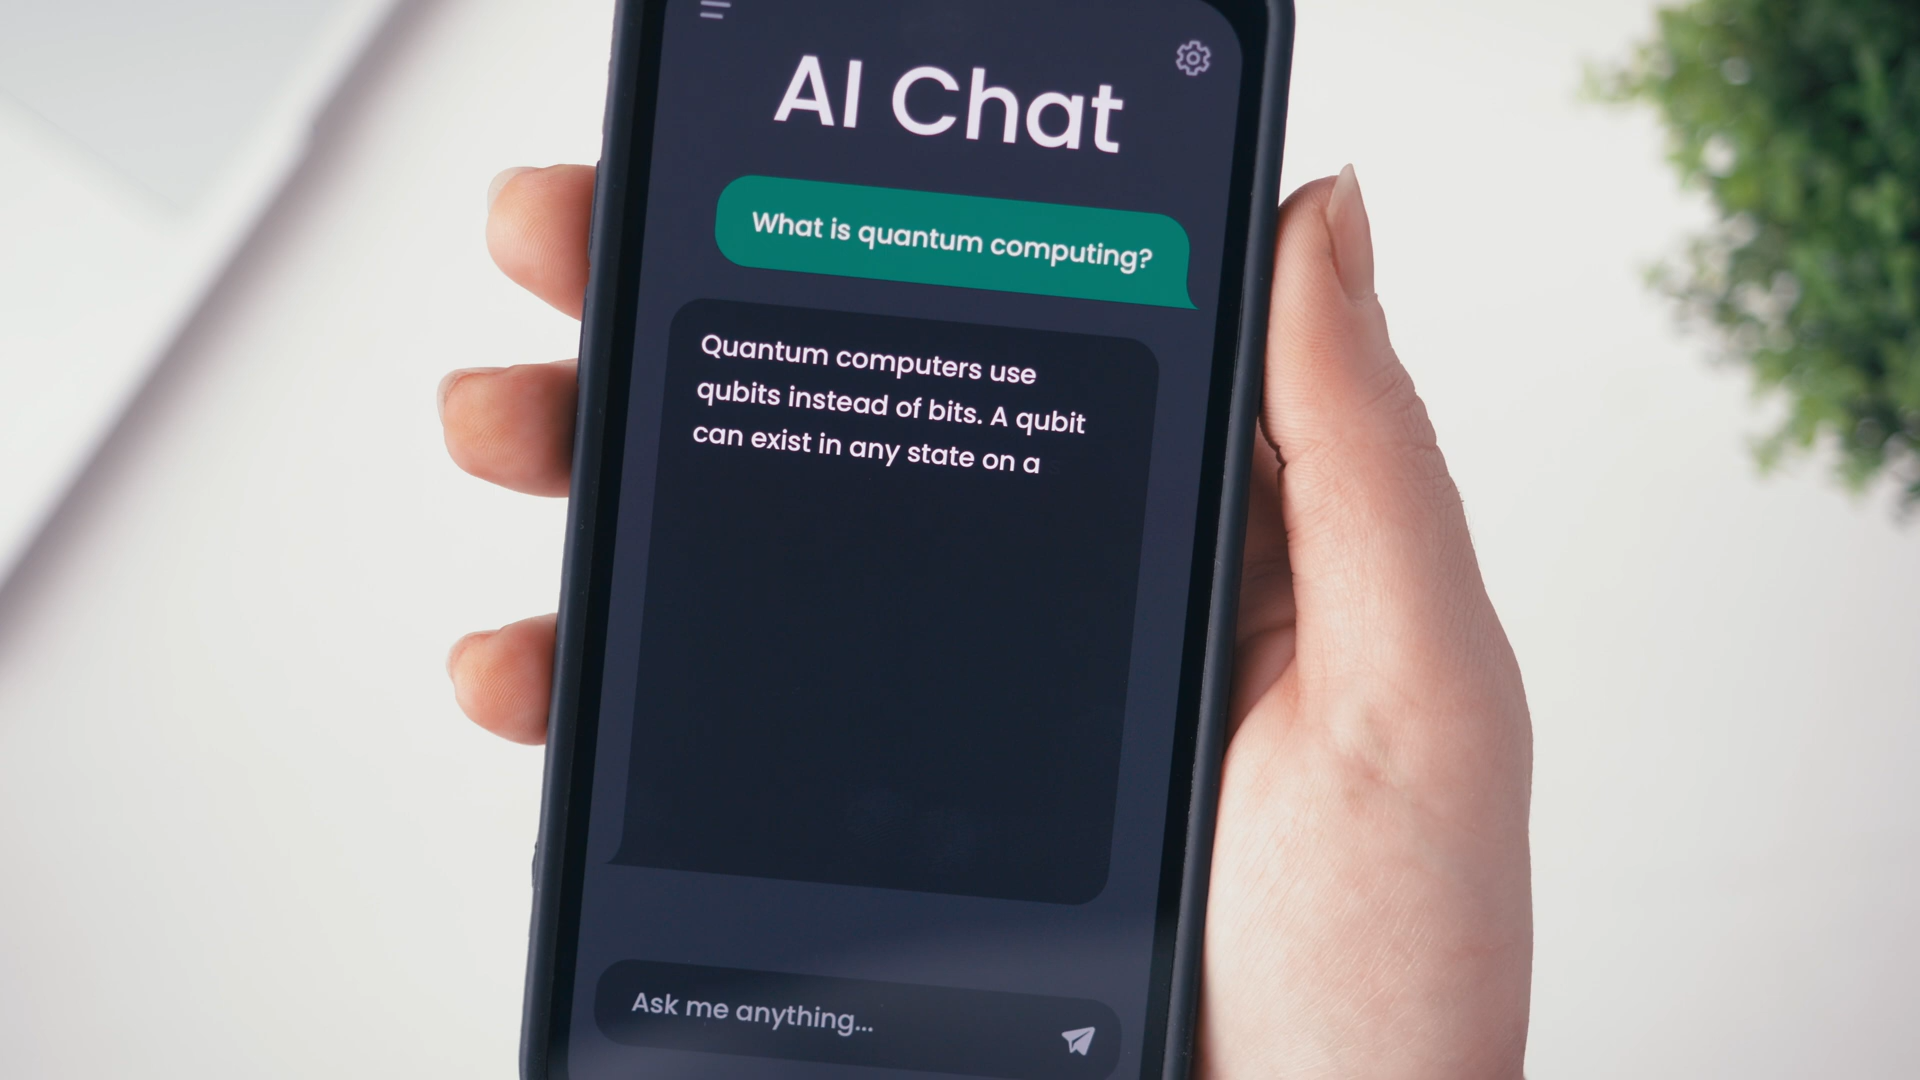 AI Chat
What is quantum computing?
Quantum computers use
qubits instead of bits. A qubit
can exist in any state on a
Ask me anything...